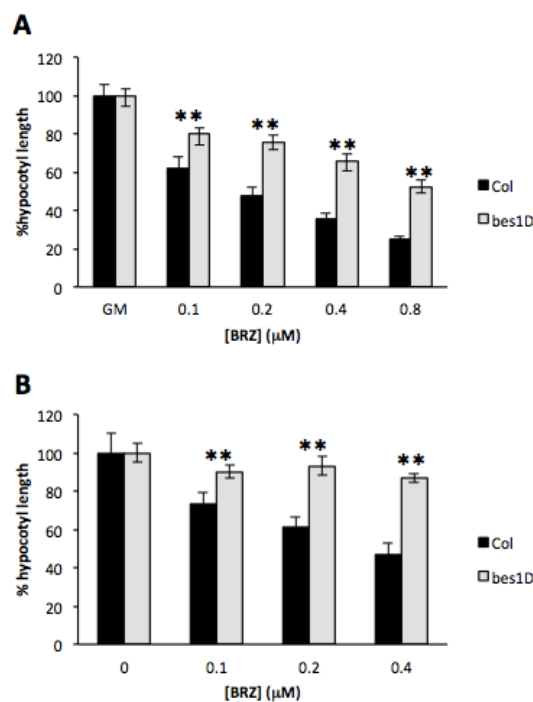 A
120
100
80
60
40
20
0
%hypocotyl length
** ** ** **
GM 0.1 0.2 0.4 0.8
[BRZ] (μM)
Col
bes1D
B
120
100
80
60
40
20
0
% hypocotyl length
** ** **
0 0.1 0.2 0.4
[BRZ] (μM)
Col
bes1D